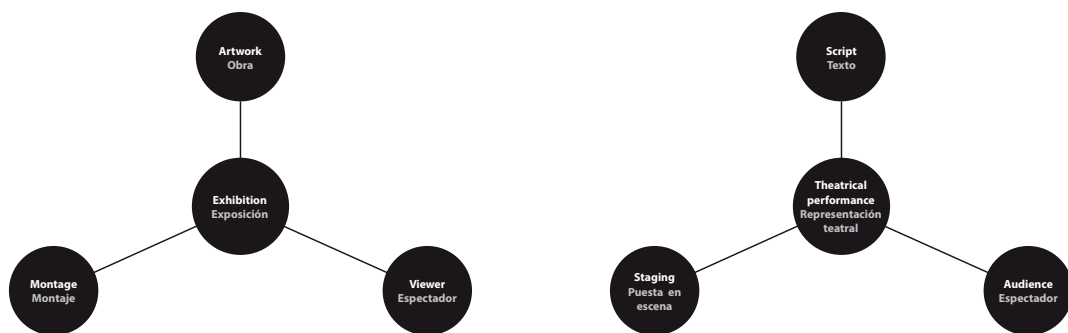 Artwork
Obra
Script
Texto
Exhibition
Exposición
Theatrical
performance
Representación
teatral
Montage
Montaje
Viewer
Espectador
Staging
Puesta en
escena
Audience
Espectador